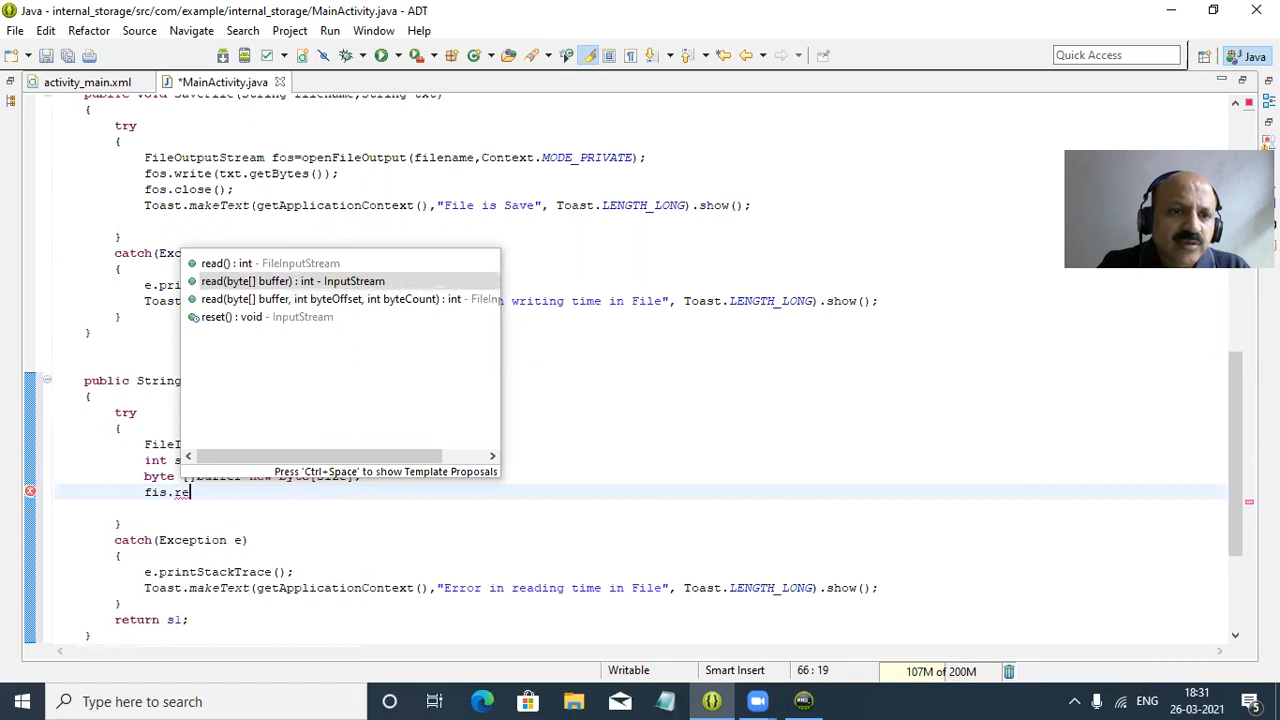 Java - internal_storage/src/com/example/internal_storage/MainActivity.java - ADT
File Edit Refactor Source Navigate Search Project Run Window Help
Quick Access
Java
activity_main.xml
*MainActivity.java
public void SaveFile(String filename,String txt)
{
try
{
FileOutputStream fos=openFileOutput(filename,Context.MODE_PRIVATE);
fos.write(txt.getBytes());
fos.close();
Toast.makeText(getApplicationContext(),"File is Save", Toast.LENGTH_LONG).show();
}
catch(Exc
{
e.pri
Toast
writing time in File", Toast.LENGTH_LONG).show();
}
}
read() : int - FileInputStream
read(byte[] buffer) : int - InputStream
read(byte[] buffer, int byteOffset, int byteCount) : int - FileIn
reset() : void - InputStream
Press 'Ctrl+Space' to show Template Proposals
public String
{
try
{
FileI
int s
byte []buffer=new byte[size];
fis.re
}
catch(Exception e)
{
e.printStackTrace();
Toast.makeText(getApplicationContext(),"Error in reading time in File", Toast.LENGTH_LONG).show();
}
return s1;
}
Writable
Smart Insert
66 : 19
107M of 200M
Type here to search
ENG
18:31
26-03-2021
5